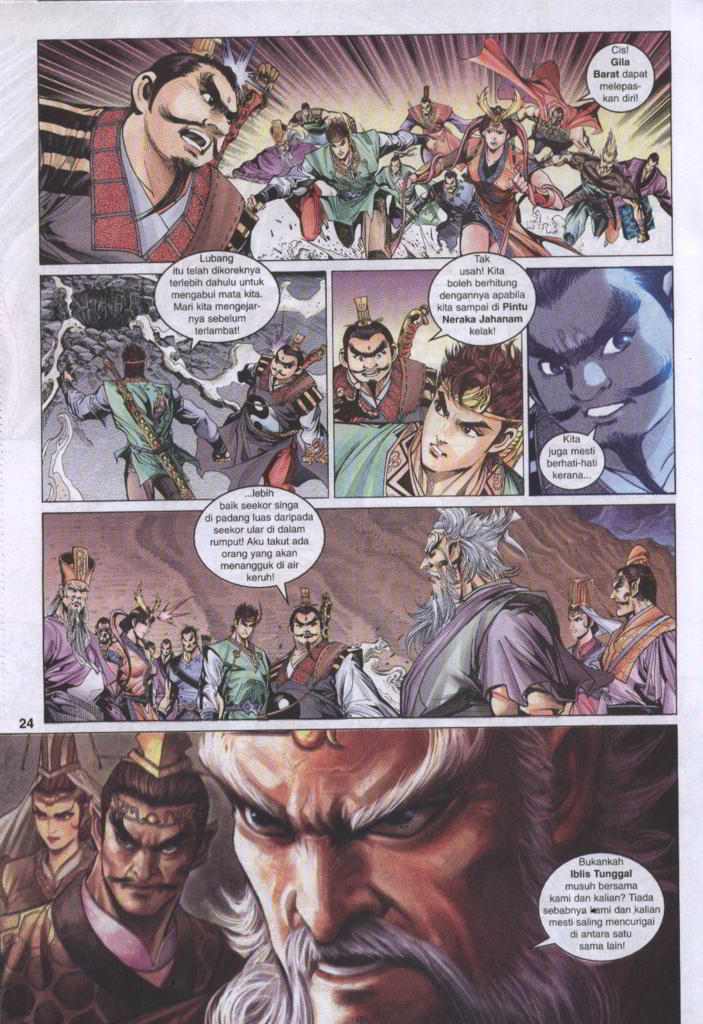 Cis!
Gila
Barat dapat
melepas-
kan diri!
Lubang
itu telah dikoreknya
terlebih dahulu untuk
mengabui mata kita.
Mari kita mengejar-
nya sebelum
terlambat!
Tak
usah! Kita
boleh berhitung
dengannya apabila
kita sampai di Pintu
Neraka Jahanam
kelak!
Kita
juga mesti
berhati-hati
kerana...
...lebih
baik seekor singa
di padang luas daripada
seekor ular di dalam
rumput! Aku takut ada
orang yang akan
menangguk di air
keruh!
24
Bukankah
Iblis Tunggal
musuh bersama
kami dan kalian? Tiada
sebabnya kami dan kalian
mesti saling mencurigai
di antara satu
sama lain!